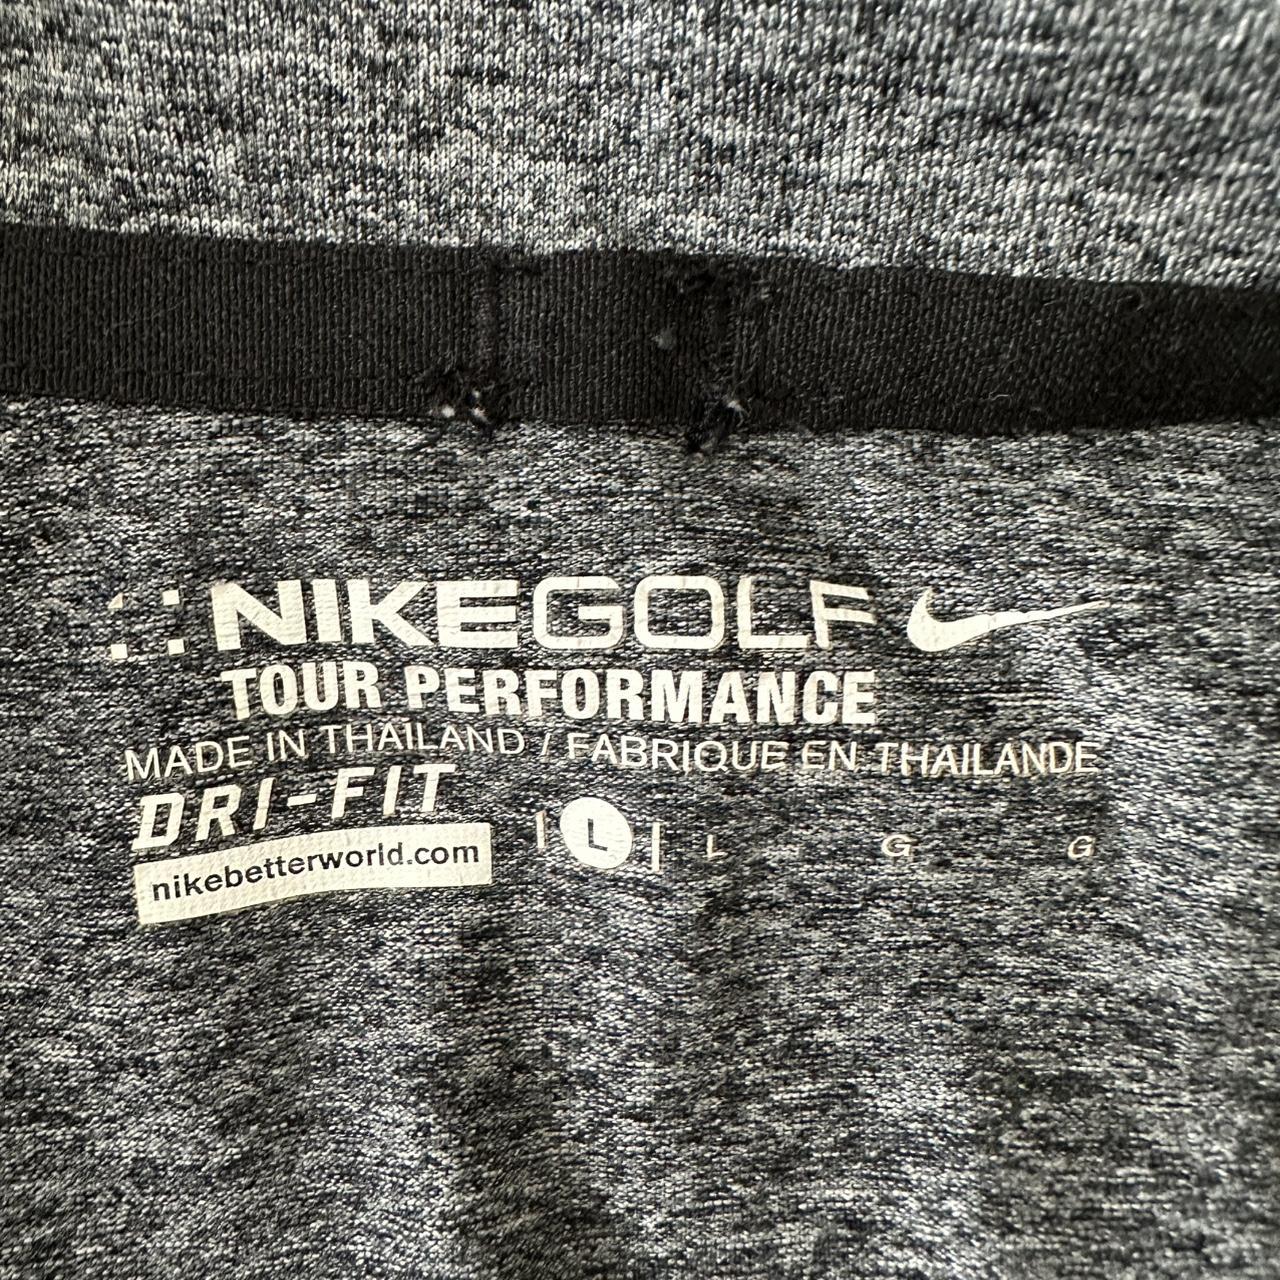 NIKEGOLF
TOUR PERFORMANCE
MADE IN THAILAND / FABRIQUE EN THAILANDE
DRI-FIT
nikebetterworld.com
L L G G